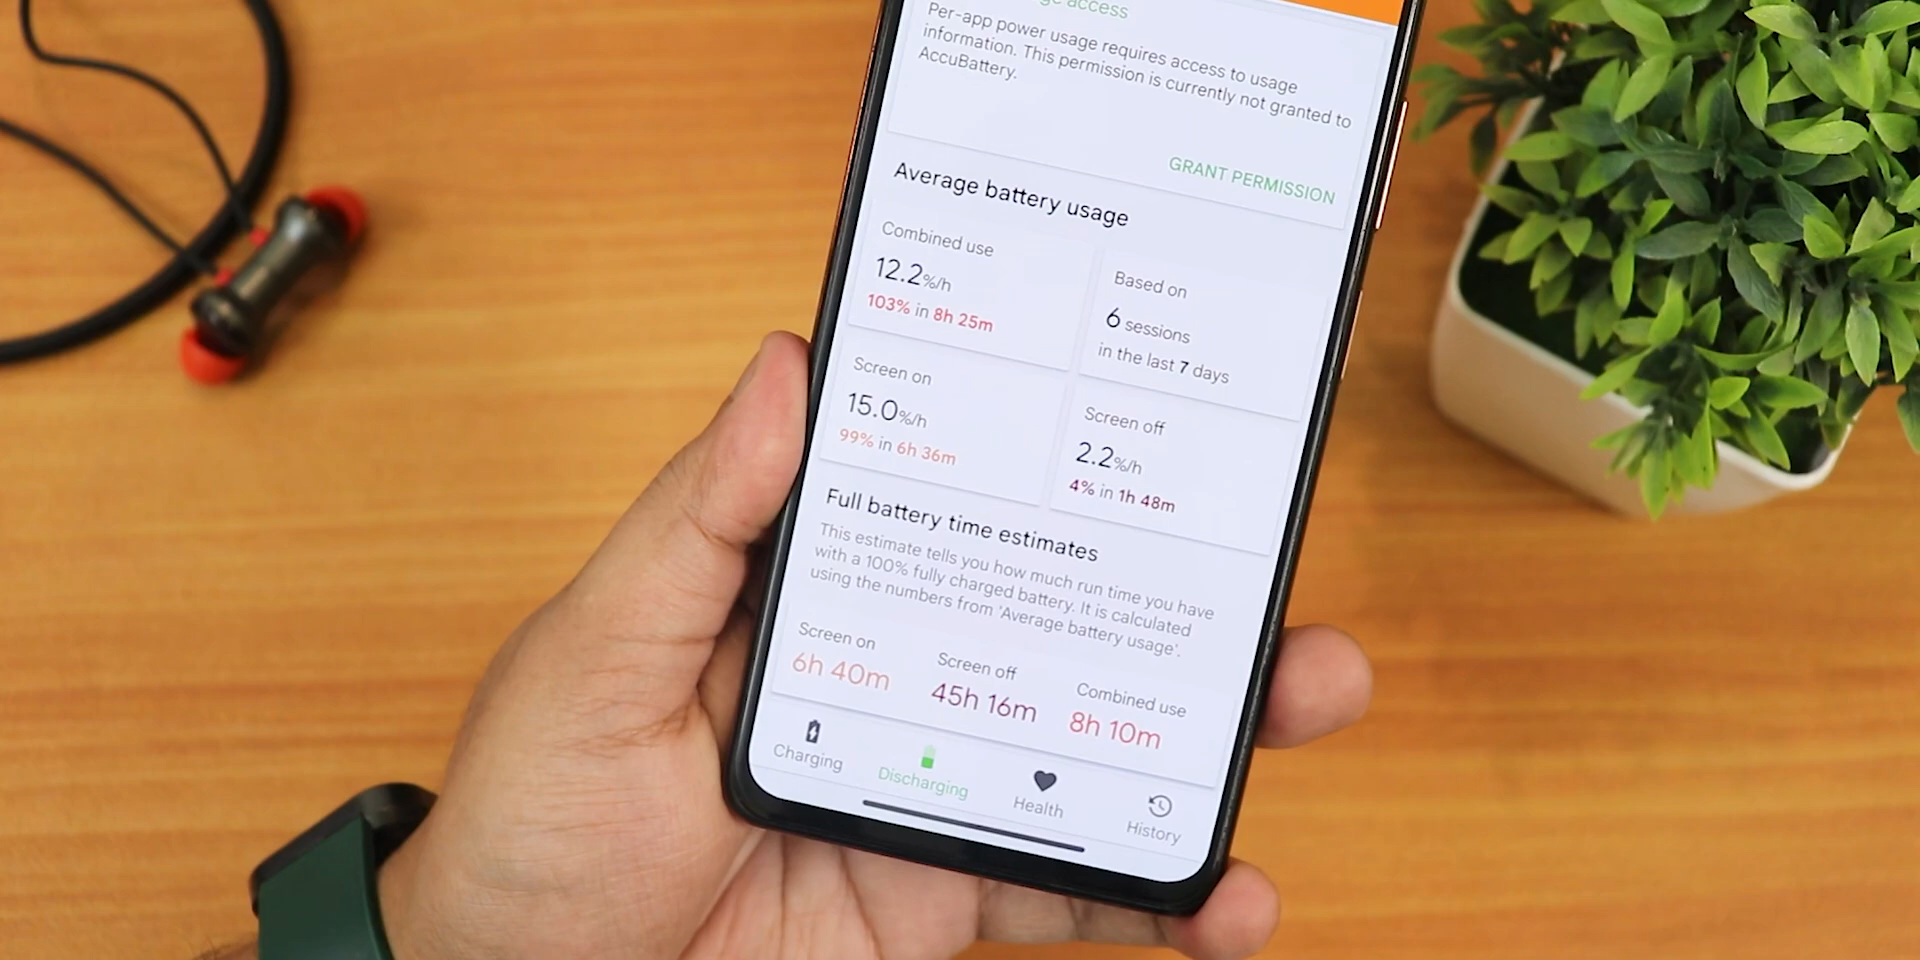 access
Per-app power usage requires access to usage
information. This permission is currently not granted to
AccuBattery.
GRANT PERMISSION
Average battery usage
Combined use
12.2%/h
103% in 8h 25m
Based on
6 sessions
in the last 7 days
Screen on
15.0%/h
99% in 6h 36m
Screen off
2.2%/h
4% in 1h 48m
Full battery time estimates
This estimate tells you how much run time you have
with a 100% fully charged battery. It is calculated
using the numbers from 'Average battery usage'.
Screen on
6h 40m
Screen off
45h 16m
Combined use
8h 10m
Charging
Discharging
Health
History